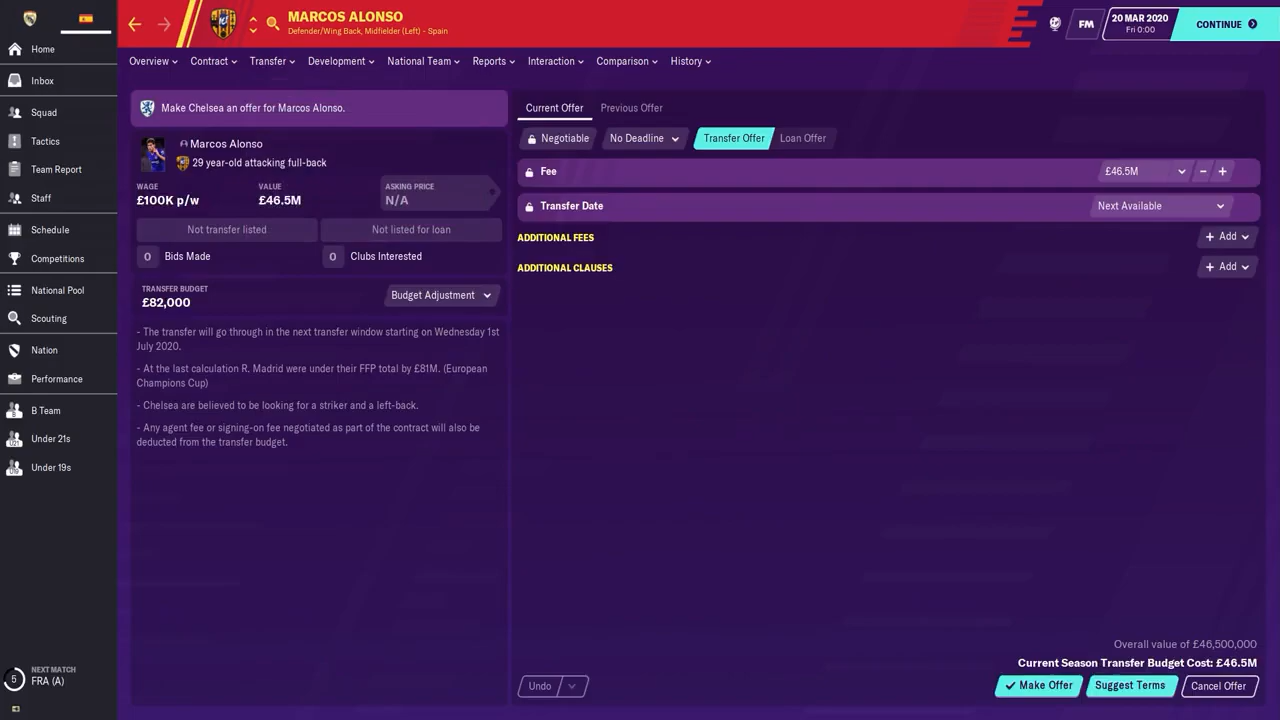 MARCOS ALONSO
Defender/Wing Back, Midfielder (Left) - Spain
FM
20 MAR 2020
Fri 0:00
CONTINUE
Home
Inbox
Squad
Tactics
Team Report
Staff
Schedule
Competitions
National Pool
Scouting
Nation
Performance
B Team
Under 21s
Under 19s
5
NEXT MATCH
FRA (A)
Overview
Contract
Transfer
Development
National Team
Reports
Interaction
Comparison
History
Make Chelsea an offer for Marcos Alonso.
Marcos Alonso
29 year-old attacking full-back
WAGE
£100K p/w
VALUE
£46.5M
ASKING PRICE
N/A
Not transfer listed
Not listed for loan
0 Bids Made
0 Clubs Interested
TRANSFER BUDGET
£82,000
Budget Adjustment
- The transfer will go through in the next transfer window starting on Wednesday 1st
July 2020.
- At the last calculation R. Madrid were under their FFP total by £81M. (European
Champions Cup)
- Chelsea are believed to be looking for a striker and a left-back.
- Any agent fee or signing-on fee negotiated as part of the contract will also be
deducted from the transfer budget.
Current Offer
Previous Offer
Negotiable
No Deadline
Transfer Offer
Loan Offer
Fee
£46.5M
Transfer Date
Next Available
ADDITIONAL FEES
+ Add
ADDITIONAL CLAUSES
+ Add
Overall value of £46,500,000
Current Season Transfer Budget Cost: £46.5M
Undo
Make Offer
Suggest Terms
Cancel Offer